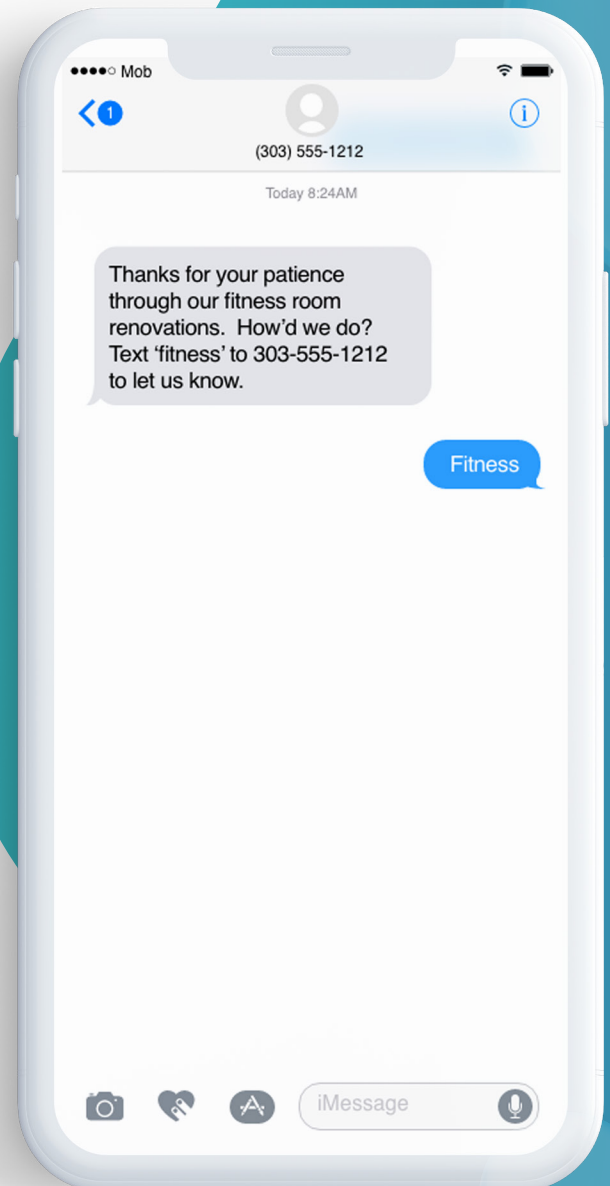 Mob
1
i
(303) 555-1212
Today 8:24AM
Thanks for your patience
through our fitness room
renovations.  How'd we do?
Text ‘fitness’ to 303-555-1212
to let us know.
Fitness
iMessage